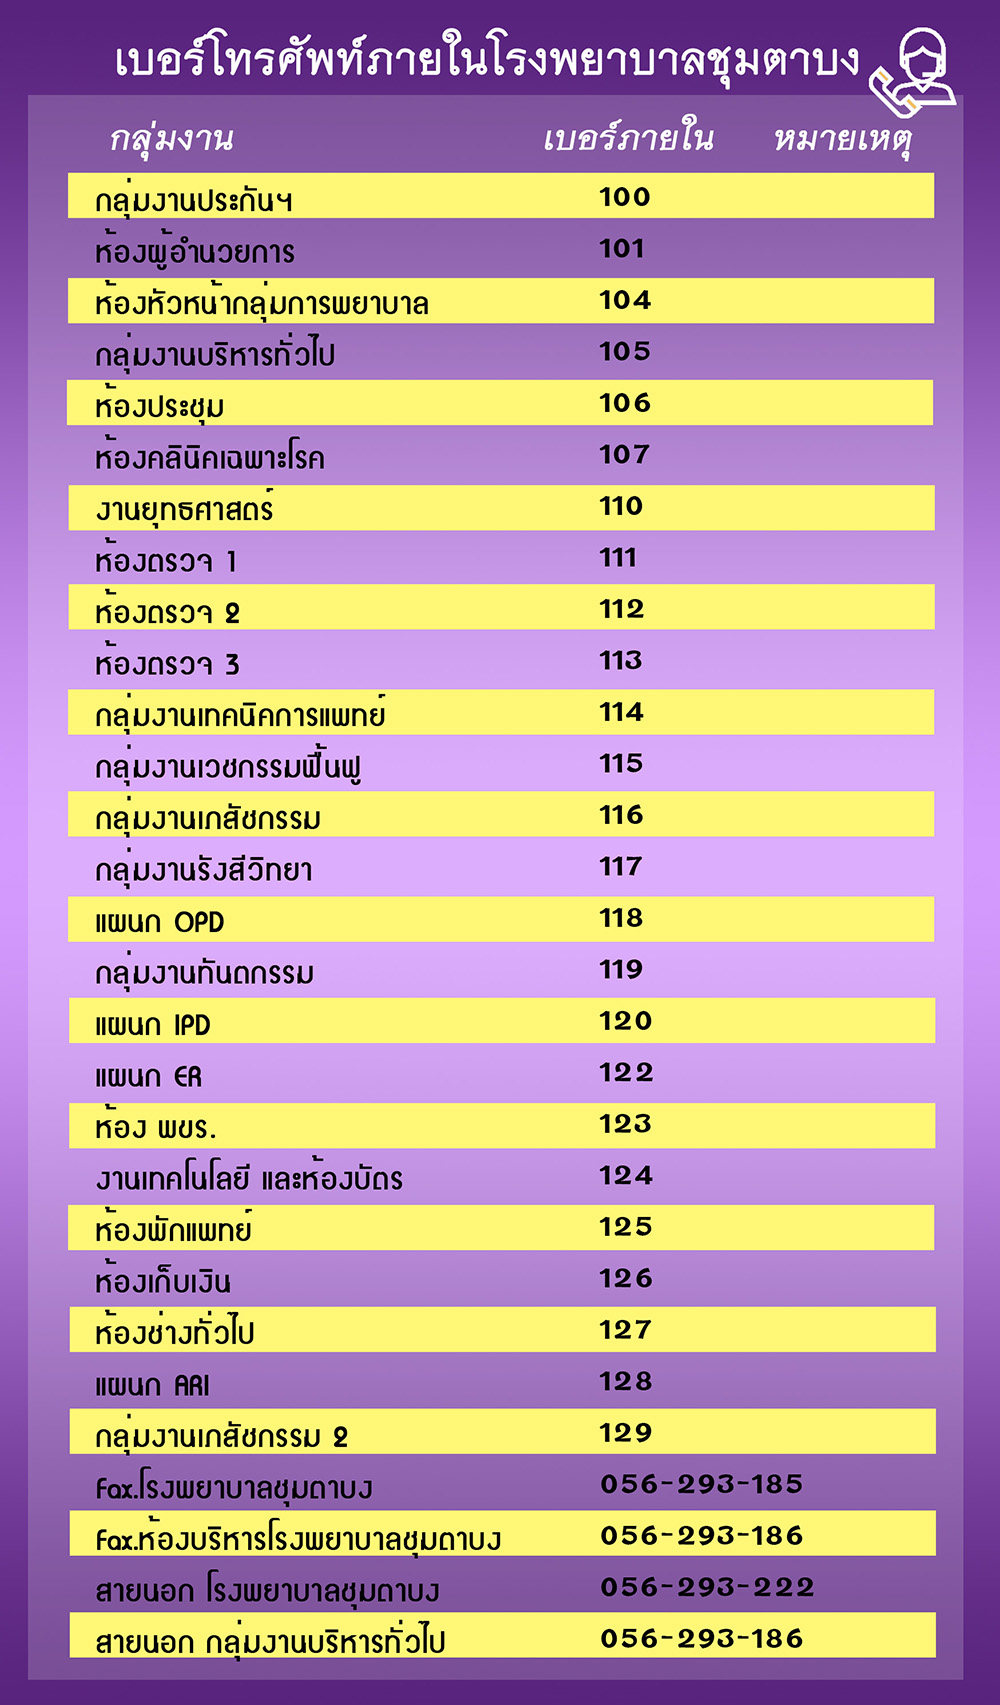 เบอร์โทรศัพท์ภายในโรงพยาบาลชุมตาบง
กลุ่มงาน เบอร์ภายใน หมายเหตุ
กลุ่มงานประกันฯ 100
ห้องผู้อำนวยการ 101
ห้องหัวหน้ากลุ่มการพยาบาล 104
กลุ่มงานบริหารทั่วไป 105
ห้องประชุม 106
ห้องคลินิคเฉพาะโรค 107
งานยุทธศาสตร์ 110
ห้องตรวจ 1 111
ห้องตรวจ 2 112
ห้องตรวจ 3 113
กลุ่มงานเทคนิคการแพทย์ 114
กลุ่มงานเวชกรรมฟื้นฟู 115
กลุ่มงานเภสัชกรรม 116
กลุ่มงานรังสีวิทยา 117
แผนก OPD 118
กลุ่มงานทันตกรรม 119
แผนก IPD 120
แผนก ER 122
ห้อง พขร. 123
งานเทคโนโลยี และห้องบัตร 124
ห้องพักแพทย์ 125
ห้องเก็บเงิน 126
ห้องช่างทั่วไป 127
แผนก ARI 128
กลุ่มงานเภสัชกรรม 2 129
Fax.โรงพยาบาลชุมตาบง 056-293-185
Fax.ห้องบริหารโรงพยาบาลชุมตาบง 056-293-186
สายนอก โรงพยาบาลชุมตาบง 056-293-222
สายนอก กลุ่มงานบริหารทั่วไป 056-293-186